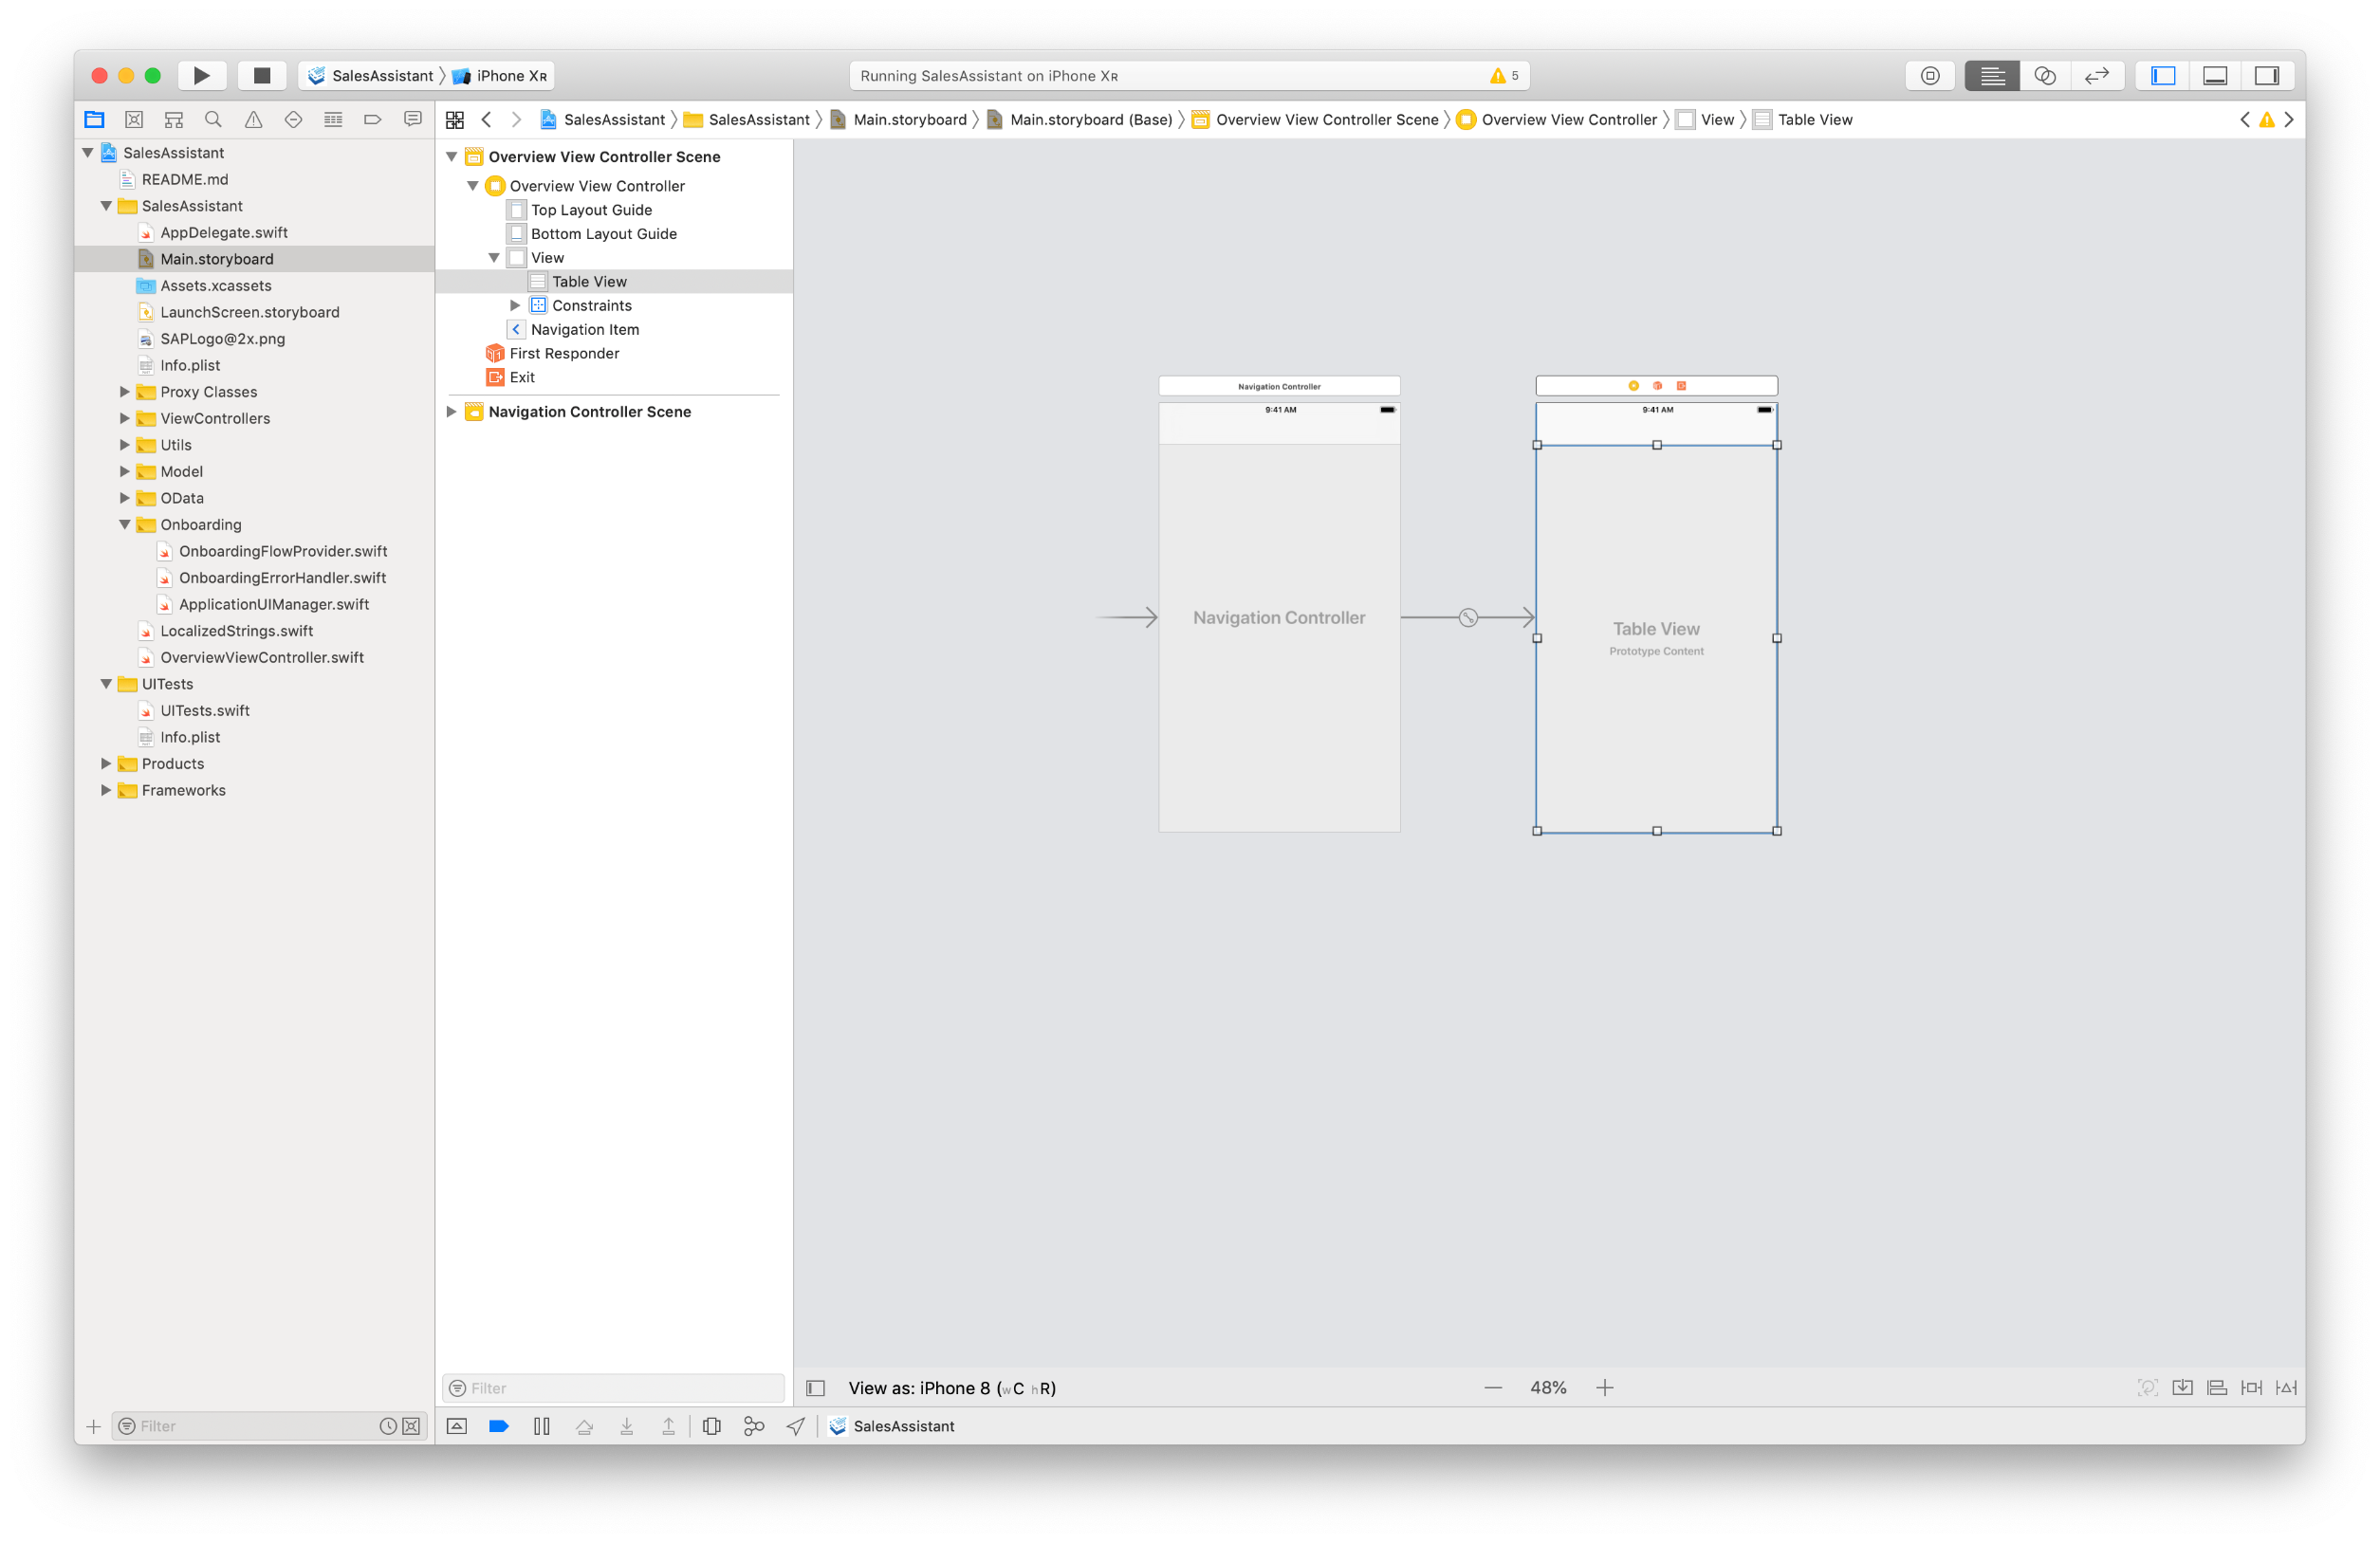 SalesAssistant iPhone XR
Running SalesAssistant on iPhone XR 5
SalesAssistant SalesAssistant Main.storyboard Main.storyboard (Base) Overview View Controller Scene Overview View Controller View Table View
SalesAssistant
README.md
SalesAssistant
AppDelegate.swift
Main.storyboard
Assets.xcassets
LaunchScreen.storyboard
SAPLogo@2x.png
Info.plist
Proxy Classes
ViewControllers
Utils
Model
OData
Onboarding
OnboardingFlowProvider.swift
OnboardingErrorHandler.swift
ApplicationUIManager.swift
LocalizedStrings.swift
OverviewViewController.swift
UITests
UITests.swift
Info.plist
Products
Frameworks
Filter
Overview View Controller Scene
Overview View Controller
Top Layout Guide
Bottom Layout Guide
View
Table View
Constraints
Navigation Item
First Responder
Exit
Navigation Controller Scene
Filter
Navigation Controller
9:41 AM
Navigation Controller
9:41 AM
Table View
Prototype Content
View as: iPhone 8 (wC hR)
48%
SalesAssistant